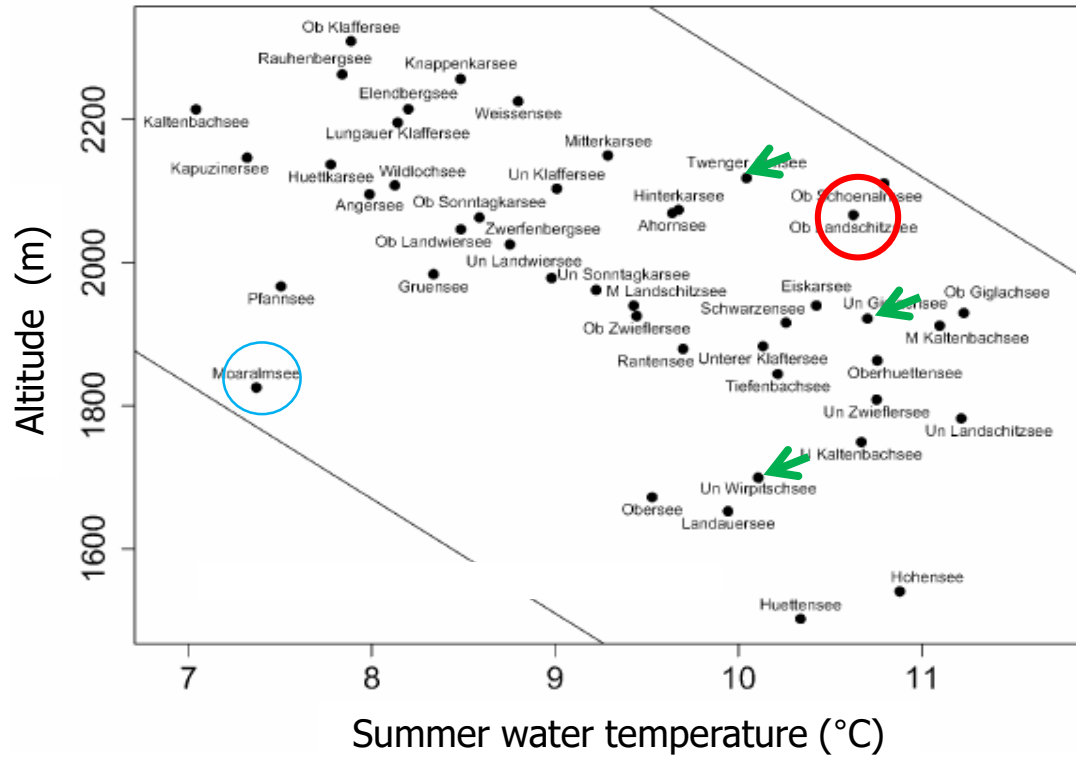 Altitude (m)
2200
2000
1800
1600
Ob Klaffersee
Rauhenbergsee
Knappenkarsee
Elendbergsee
Weissensee
Kaltenbachsee
Lungauer Klaffersee
Mitterkarsee
Kapuzinersee
Huettkarsee
Wildlochsee
Un Klaffersee
Twenger
Angersee
Ob Sonntagkarsee
Hinterkarsee
Ob Schoenalmsee
Ahornsee
Ob Landschitzsee
Zwerfenbergsee
Ob Landwiersee
Un Landwiersee
Un Sonntagkarsee
Gruensee
Pfannsee
M Landschitzsee
Eiskarsee
Ob Giglachsee
Schwarzensee
Ob Zwieflersee
M Kaltenbachsee
Rantensee
Unterer Klaftersee
Oberhuettensee
Moaralmsee
Tiefenbachsee
Un Zwieflersee
Un Landschitzsee
Kaltenbachsee
Un Wirpitschsee
Obersee
Landauersee
Hohensee
Huettensee
7
8
9
10
11
Summer water temperature (°C)